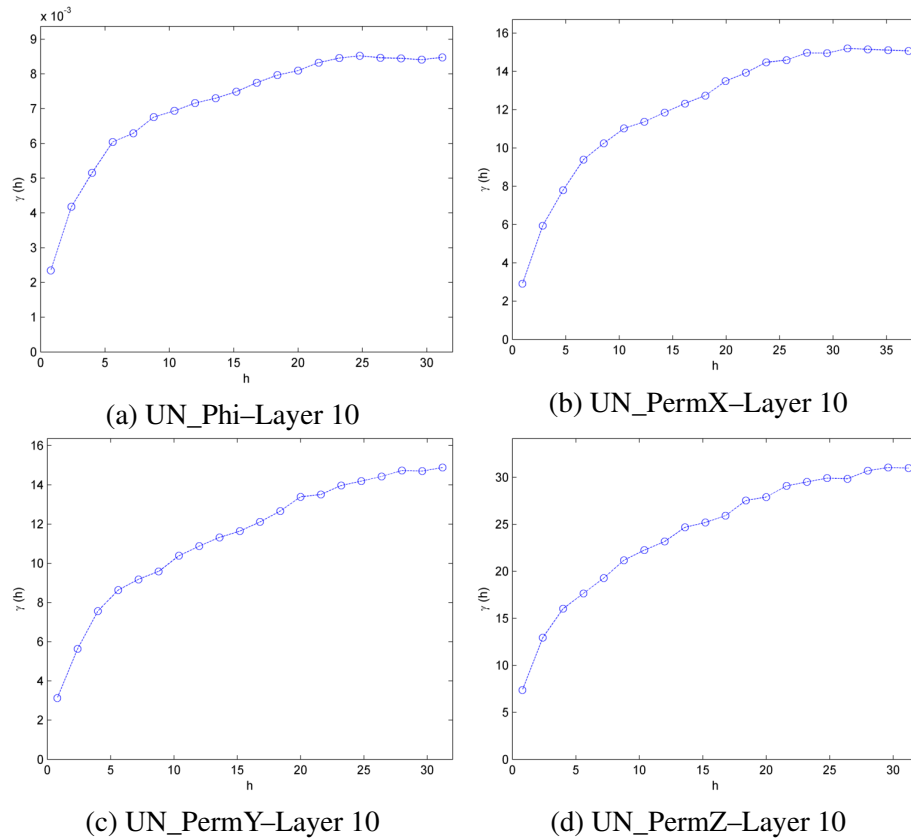 x 10⁻³
9
8
7
6
5
4
3
2
1
0
γ (h)
0 5 10 15 20 25 30
h
(a) UN_Phi–Layer 10
16
14
12
10
8
6
4
2
0
γ (h)
0 5 10 15 20 25 30 35
h
(b) UN_PermX–Layer 10
16
14
12
10
8
6
4
2
0
γ (h)
0 5 10 15 20 25 30
h
(c) UN_PermY–Layer 10
30
25
20
15
10
5
0
γ (h)
0 5 10 15 20 25 30
h
(d) UN_PermZ–Layer 10